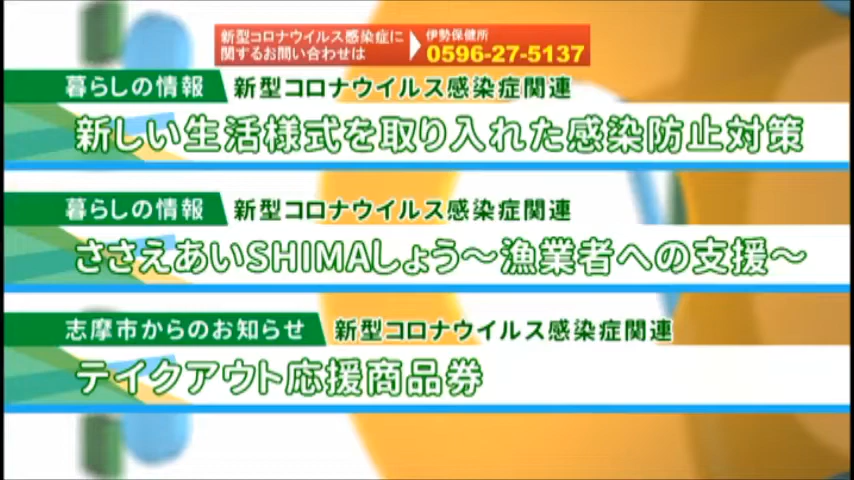 新型コロナウイルス感染症に
関するお問い合わせは
伊勢保健所
0596-27-5137
暮らしの情報 新型コロナウイルス感染症関連
新しい生活様式を取り入れた感染防止対策
暮らしの情報 新型コロナウイルス感染症関連
ささえあいSHIMAしょう～漁業者への支援～
志摩市からのお知らせ 新型コロナウイルス感染症関連
テイクアウト応援商品券